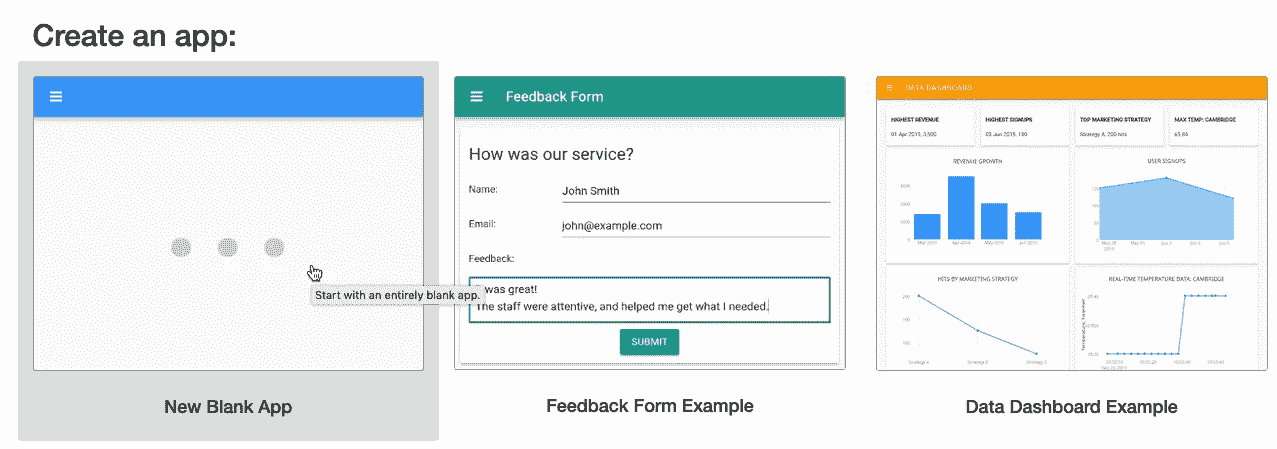 Create an app:
Feedback Form
How was our service?
Name:
John Smith
Email:
john@example.com
Feedback:
was great!
The staff were attentive, and helped me get what I needed.
Start with an entirely blank app.
SUBMIT
DATA DASHBOARD
HIGHEST REVENUE
01 Apr 2019, 3,500
HIGHEST SIGNUPS
03 Jun 2019, 180
TOP MARKETING STRATEGY
Strategy A, 200 hits
MAX TEMP: CAMBRIDGE
REVENUE GROWTH
USER SIGNUPS
HITS BY MARKETING STRATEGY
REAL-TIME TEMPERATURE DATA: CAMBRIDGE
New Blank App
Feedback Form Example
Data Dashboard Example